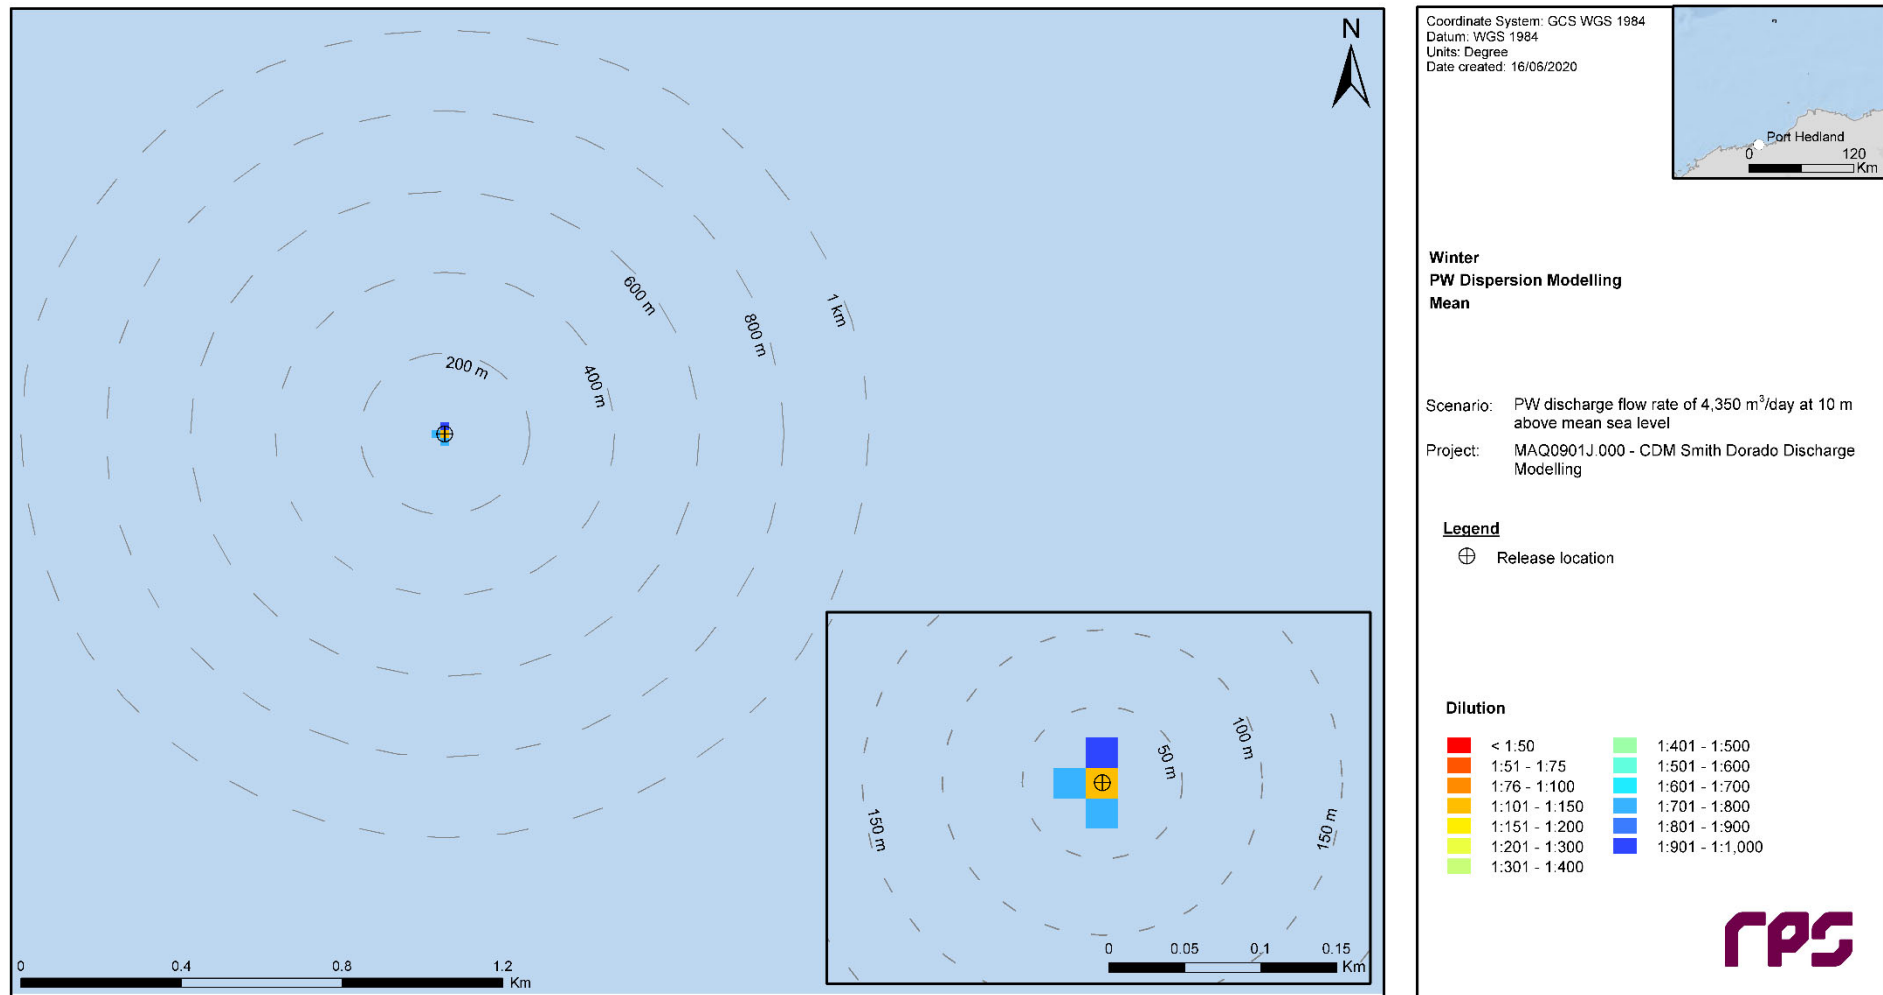 N
1 km
600 m
800 m
200 m
400 m
50 m
100 m
150 m
150 m
0 0.05 0.1 0.15
Km
0 0.4 0.8 1.2
Km
Coordinate System: GCS WGS 1984
Datum: WGS 1984
Units: Degree
Date created: 16/06/2020
Port Hedland
0 120
Km
Winter
PW Dispersion Modelling
Mean
Scenario: PW discharge flow rate of 4,350 m³/day at 10 m
above mean sea level
Project: MAQ0901J.000 - CDM Smith Dorado Discharge
Modelling
Legend
Release location
Dilution
< 1:50
1:51 - 1:75
1:76 - 1:100
1:101 - 1:150
1:151 - 1:200
1:201 - 1:300
1:301 - 1:400
1:401 - 1:500
1:501 - 1:600
1:601 - 1:700
1:701 - 1:800
1:801 - 1:900
1:901 - 1:1,000
rps